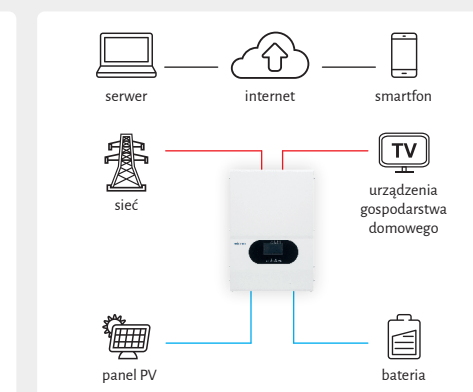 serwer
internet
smartfon
TV
sieć
urządzenia
gospodarstwa
domowego
panel PV
bateria